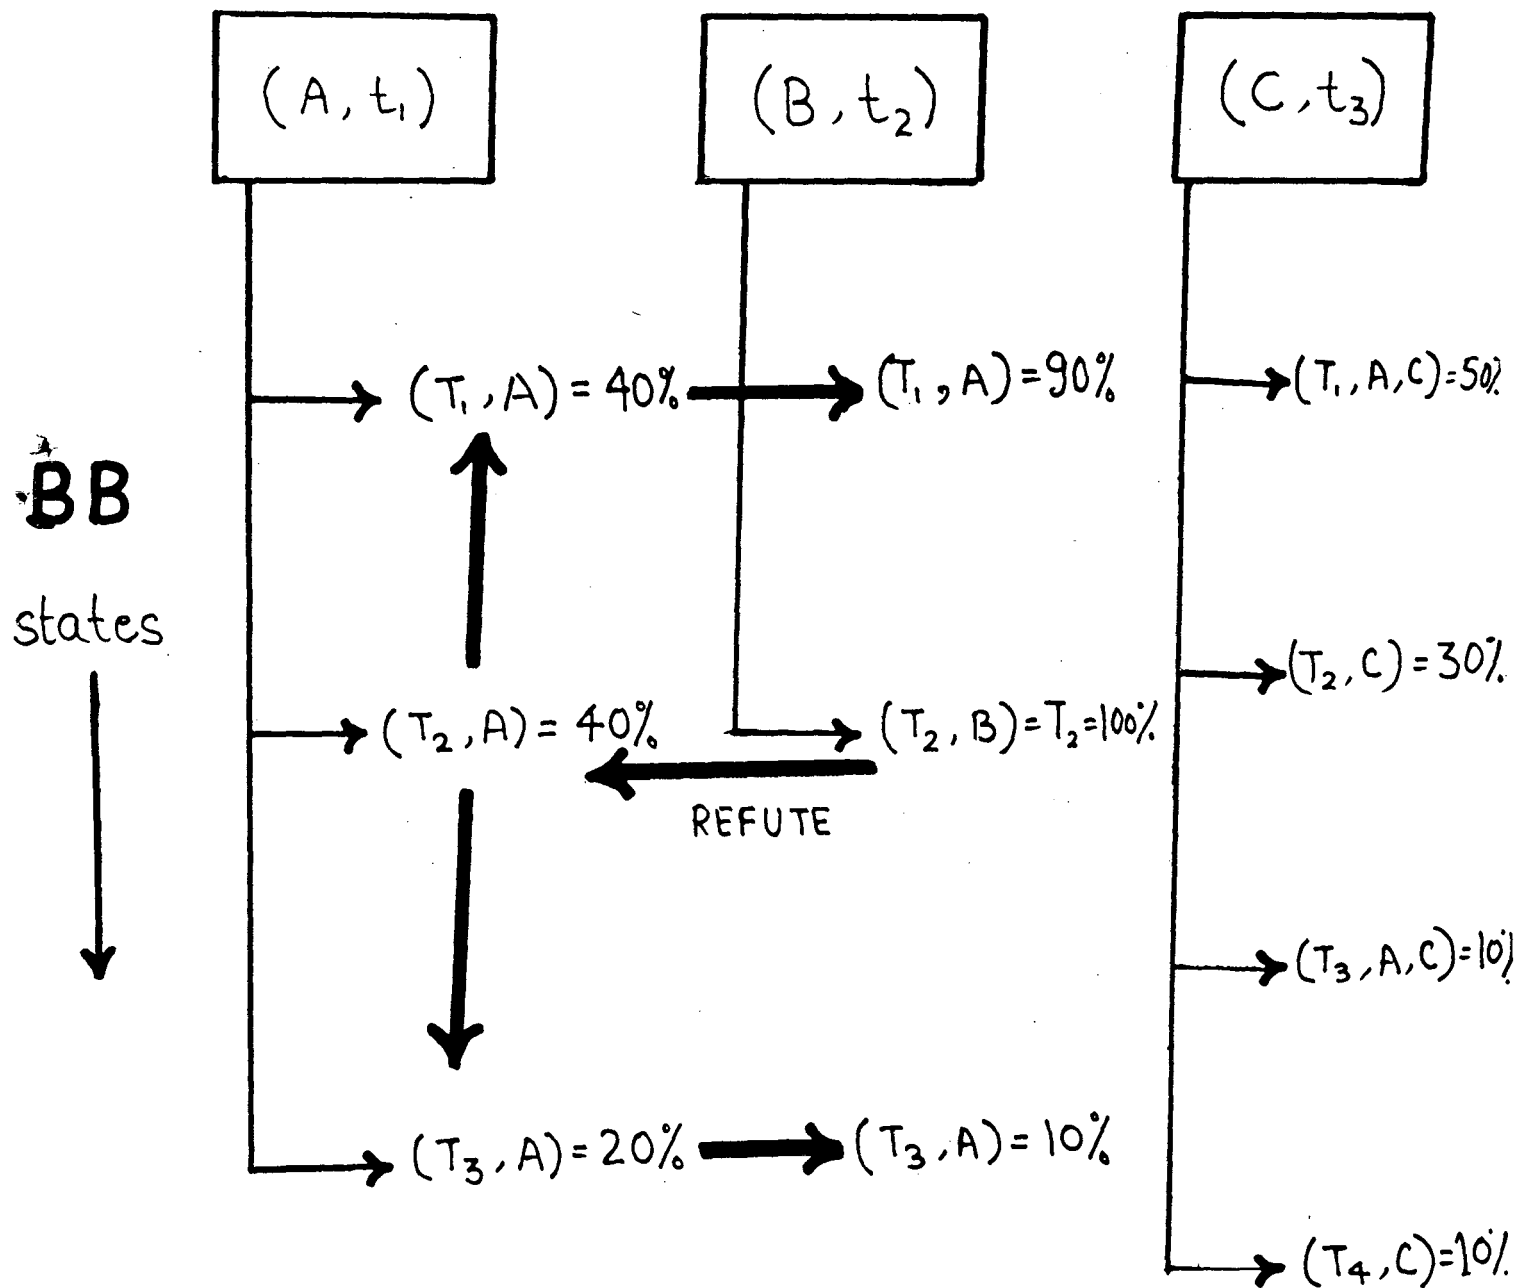 (A, t₁)
(B, t₂)
(C, t₃)
(T₁, A) = 40%
(T₁, A) = 90%
(T₁, A, C) = 50%
BB
states
(T₂, C) = 30%
(T₂, A) = 40%
(T₂, B) = T₂ = 100%
REFUTE
(T₃, A, C) = 10%
(T₃, A) = 20%
(T₃, A) = 10%
(T₄, C) = 10%